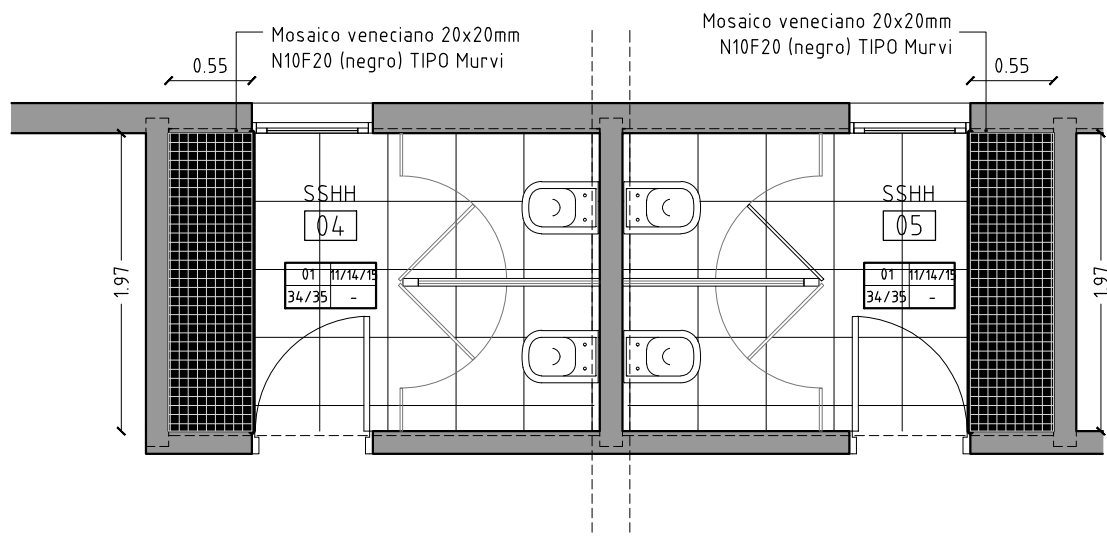 Mosaico veneciano 20x20mm
N10F20 (negro) TIPO Murvi
0.55
Mosaico veneciano 20x20mm
N10F20 (negro) TIPO Murvi
0.55
SSHH
04
01 11/14/15
34/35 -
1.97
SSHH
05
01 11/14/15
34/35 -
1.97